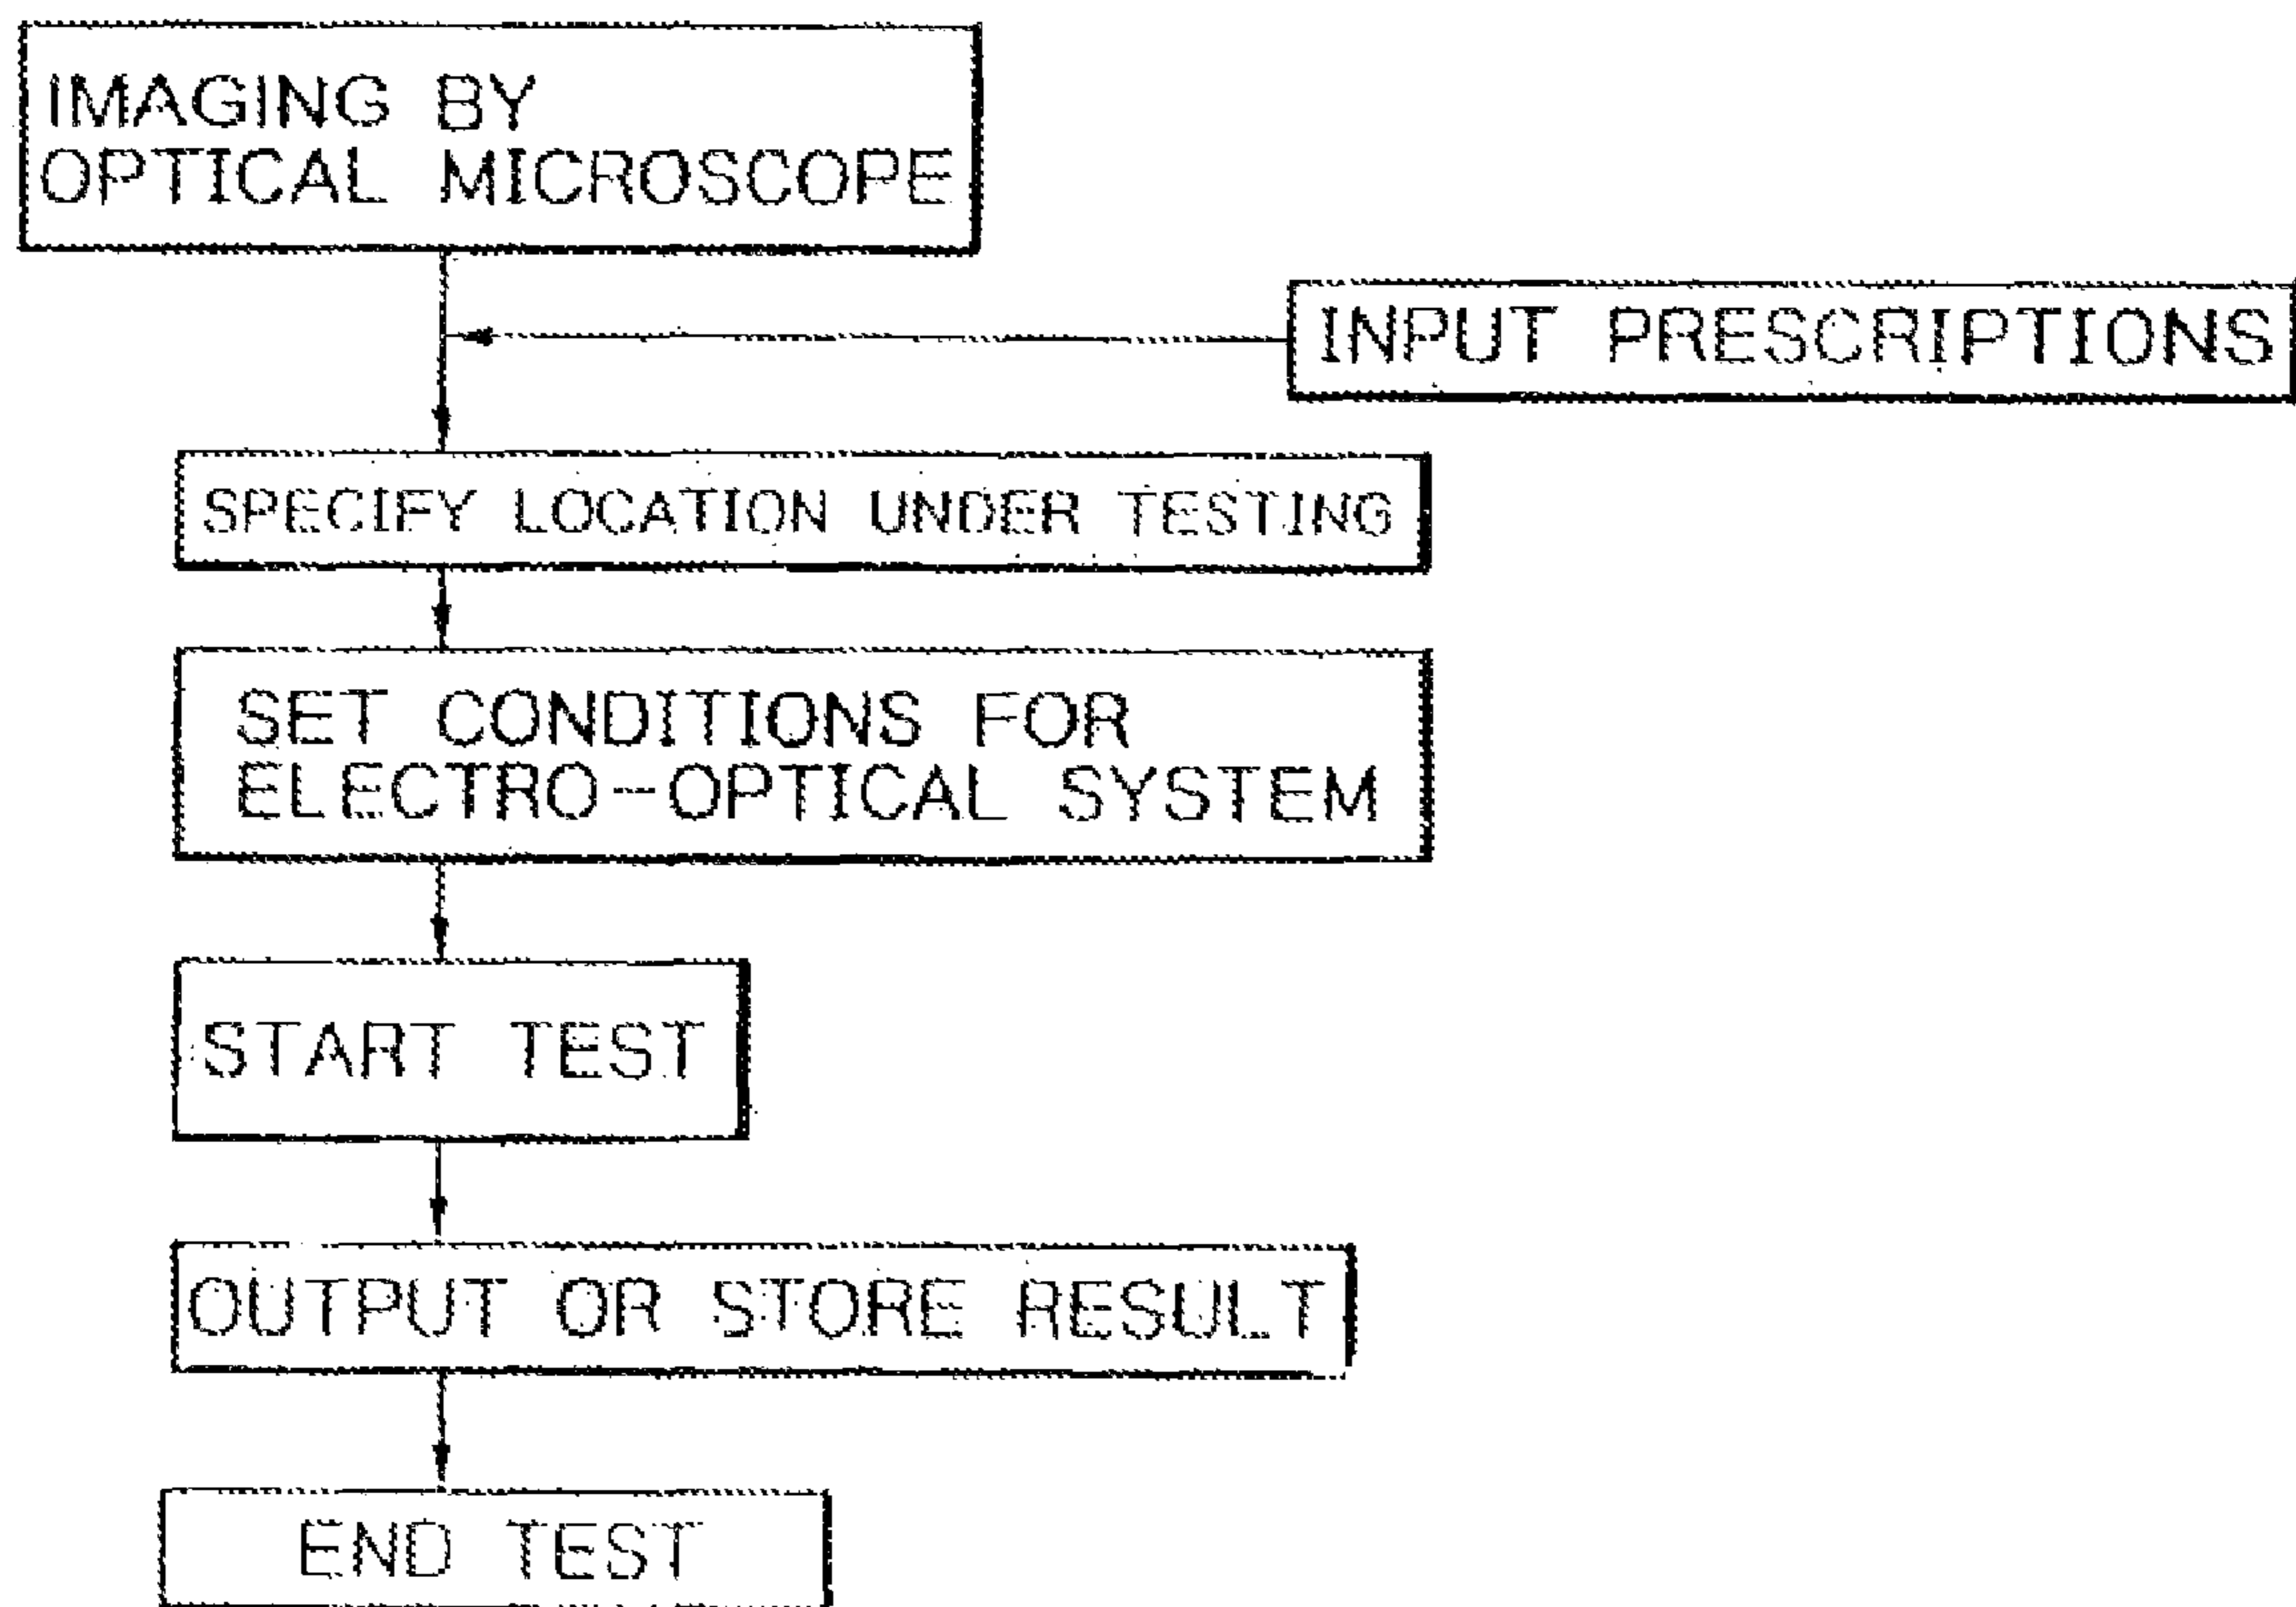 IMAGING BY
OPTICAL MICROSCOPE
INPUT PRESCRIPTIONS
SPECIFY LOCATION UNDER TESTING
SET CONDITIONS FOR
ELECTRO-OPTICAL SYSTEM
START TEST
OUTPUT OR STORE RESULT
END TEST